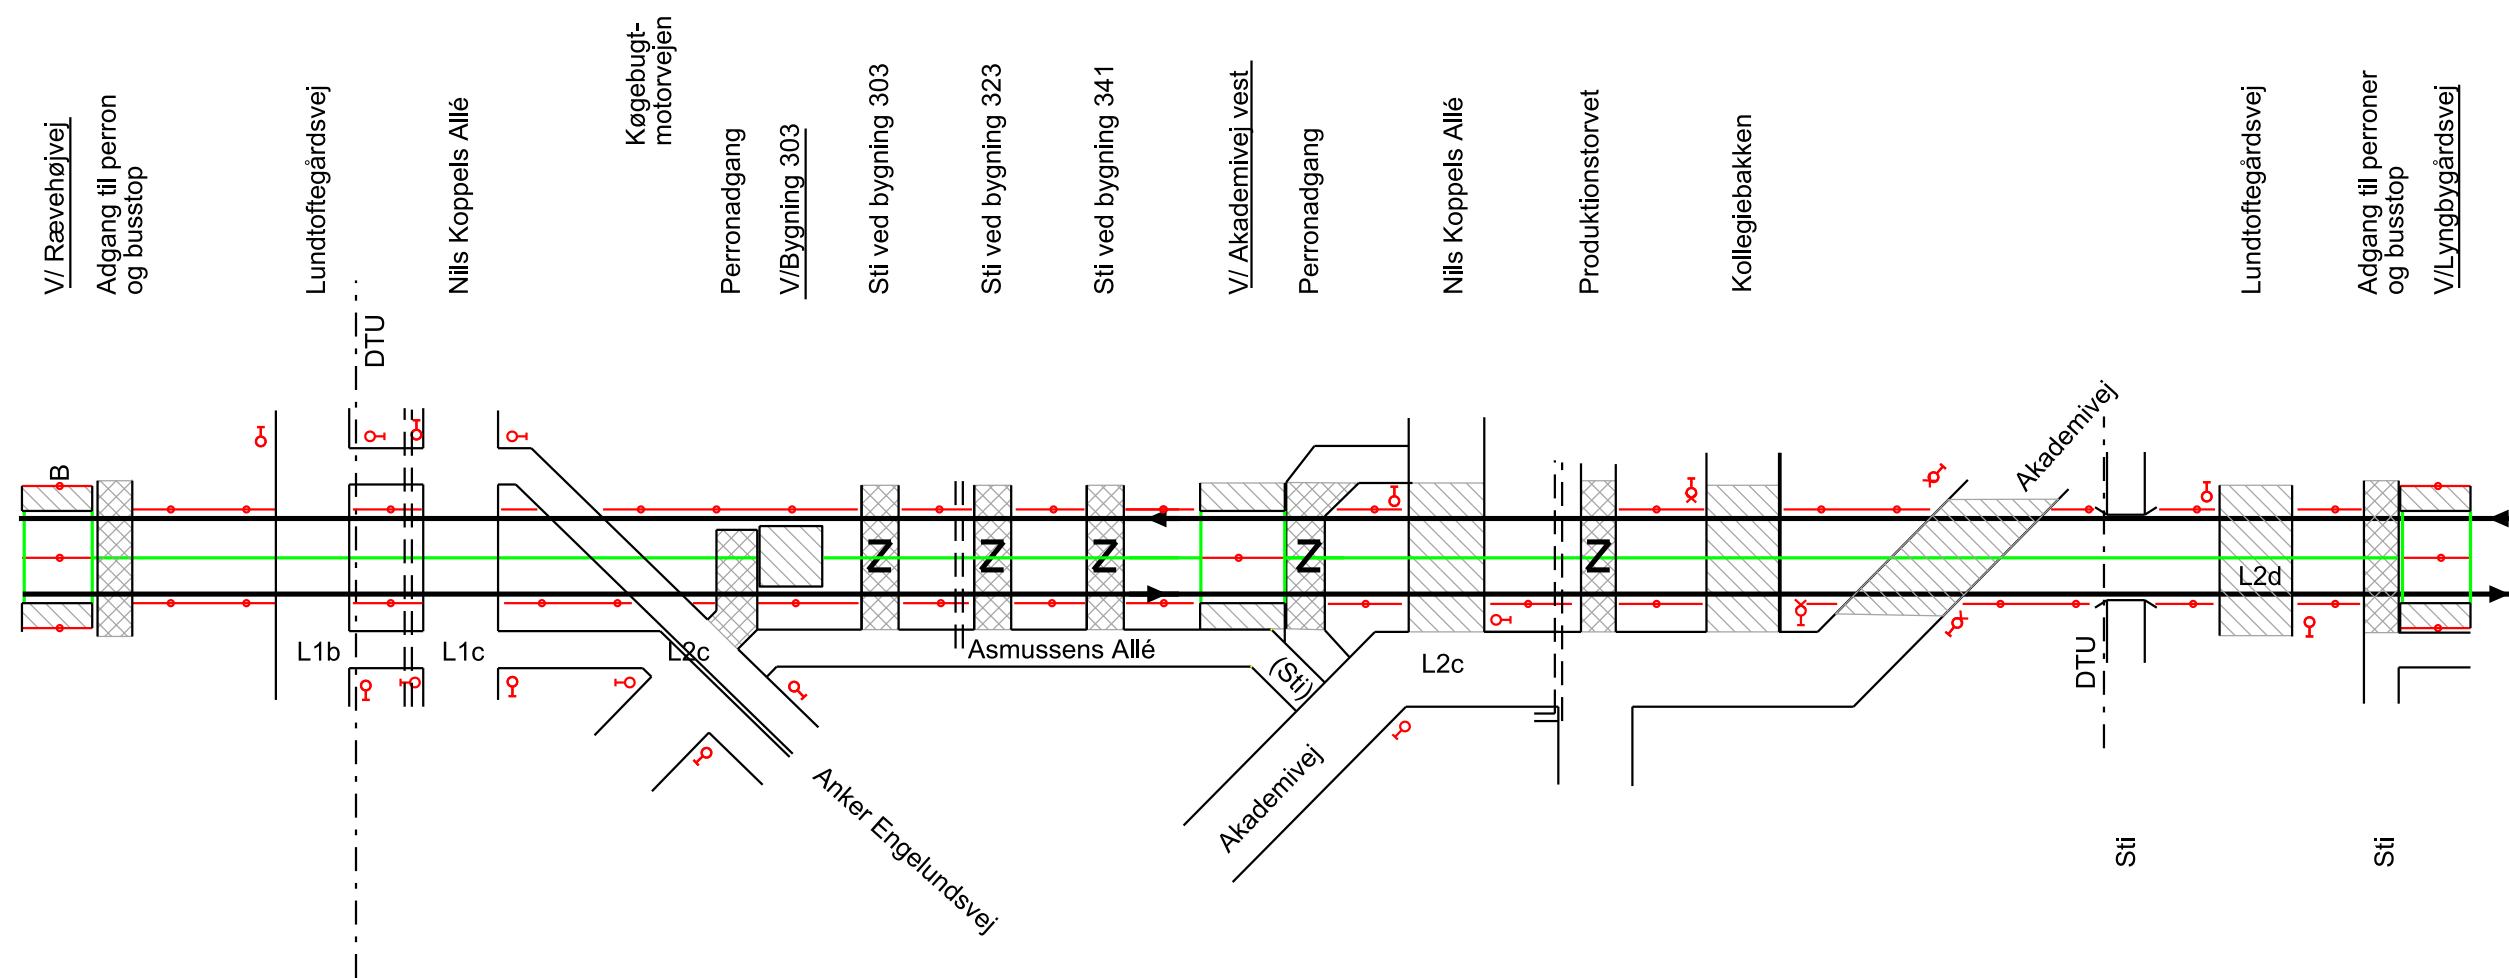 V/ Rævehøjvej
Adgang til perron
og busstop
Lundtoftegårdsvej
DTU
Nils Koppels Allé
Køgebugt-
motorvejen
Perronadgang
V/Bygning 303
Sti ved bygning 303
Sti ved bygning 323
Sti ved bygning 341
V/ Akademivej vest
Perronadgang
Nils Koppels Allé
Produktionstorvet
Kollegiebakken
Lundtoftegårdsvej
Adgang til perroner
og busstop
V/Lyngbygårdsvej
B
Akademivej
Z
Z
Z
Z
Z
L2d
L1b
L1c
L2c
Asmussens Allé
(Sti)
L2c
DTU
Anker Engelundsvej
Akademivej
Sti
Sti